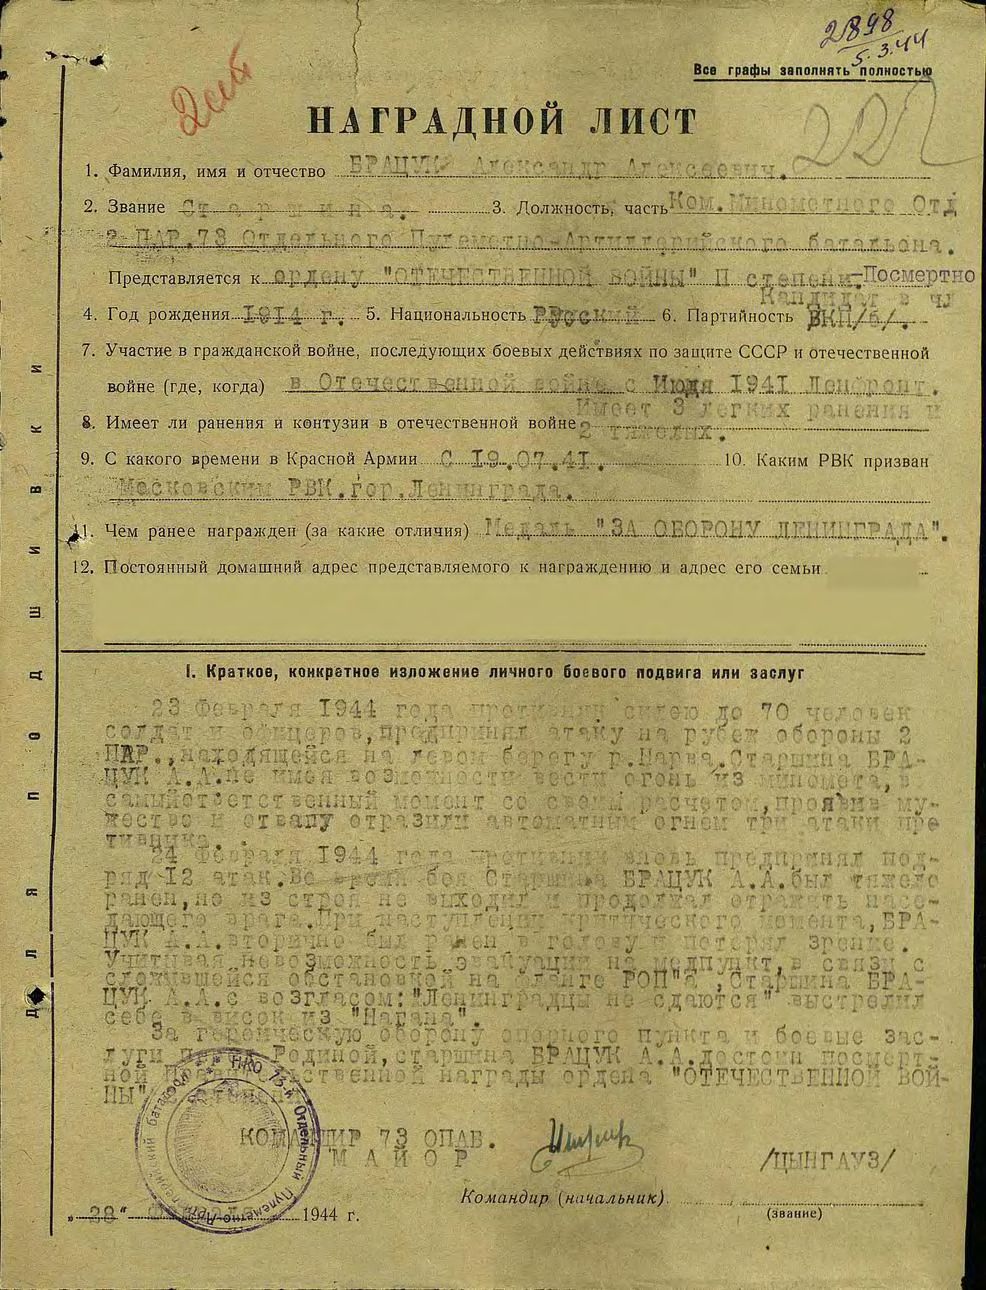 2898
5.3.44
Все графы заполнять полностью
222
НАГРАДНОЙ ЛИСТ
1. Фамилия, имя и отчество БРАЦУК Александр Алексеевич.
2. Звание Старшина. 3. Должность, часть Ком. Минометного Отд
2 ПАР.73 Отдельного Пулеметно-Артиллерийского батальона.
Представляется к ордену "ОТЕЧЕСТВЕННОЙ ВОЙНЫ" II степени.-Посмертно
Кандидат в чл
4. Год рождения 1914 г. 5. Национальность Русский 6. Партийность ВКП/б/.
7. Участие в гражданской войне, последующих боевых действиях по защите СССР и отечественной
войне (где, когда) в Отечественной войне с Июля 1941 Ленфронт.
Имеет 3 легких ранения и
8. Имеет ли ранения и контузии в отечественной войне 2 тяжелых.
9. С какого времени в Красной Армии С 19.07.41. 10. Каким РВК призван
Московским РВК.гор.Ленинграда.
11. Чем ранее награжден (за какие отличия) Медаль "ЗА ОБОРОНУ ЛЕНИНГРАДА".
12. Постоянный домашний адрес представляемого к награждению и адрес его семьи
I. Краткое, конкретное изложение личного боевого подвига или заслуг
23 Февраля 1944 года противник силою до 70 человек
солдат и офицеров,предпринял атаку на рубеж обороны 2
ПАР.,находящейся на левом берегу р.Нарва.Старшина БРА-
ЦУК А.А.не имея возможности вести огонь из миномета,в
самый ответственный момент со своим расчетом,проявив му-
жество и отвагу отразили автоматным огнем три атаки про
тивника.
24 Февраля 1944 года противник вновь предпринял под-
ряд 12 атак.Во время боя Старшина БРАЦУК А.А.был тяжело
ранен,но из строя не выходил и продолжал отражать насе-
дающего врага.При наступлении критического момента,БРА-
ЦУК А.А.вторично был ранен в голову и потерял зрение.
Учитывая невозможность эвакуации на медпункт,в связи с
сложившейся обстановкой на фланге РОП"а ,Старшина БРА-
ЦУК А.А.с возгласом:"Ленинградцы не сдаются" выстрелил
себе в висок из "Нагана".
За героическую оборону опорного пункта и боевые зас-
луги перед Родиной,старшина БРАЦУК А.А.достоин посмерт-
ной Правительственной награды ордена "ОТЕЧЕСТВЕННОЙ ВОЙ-
НЫ" II степени.
КОМАНДИР 73 ОПАБ.
МАЙОР /ЦЫНГАУЗ/
Командир (начальник)
(звание)
"28" Февраля 1944 г.
НКО 73-й Отдельный Пулеметно-Артиллерийский батальон
ДЛЯ ПОДШИВКИ